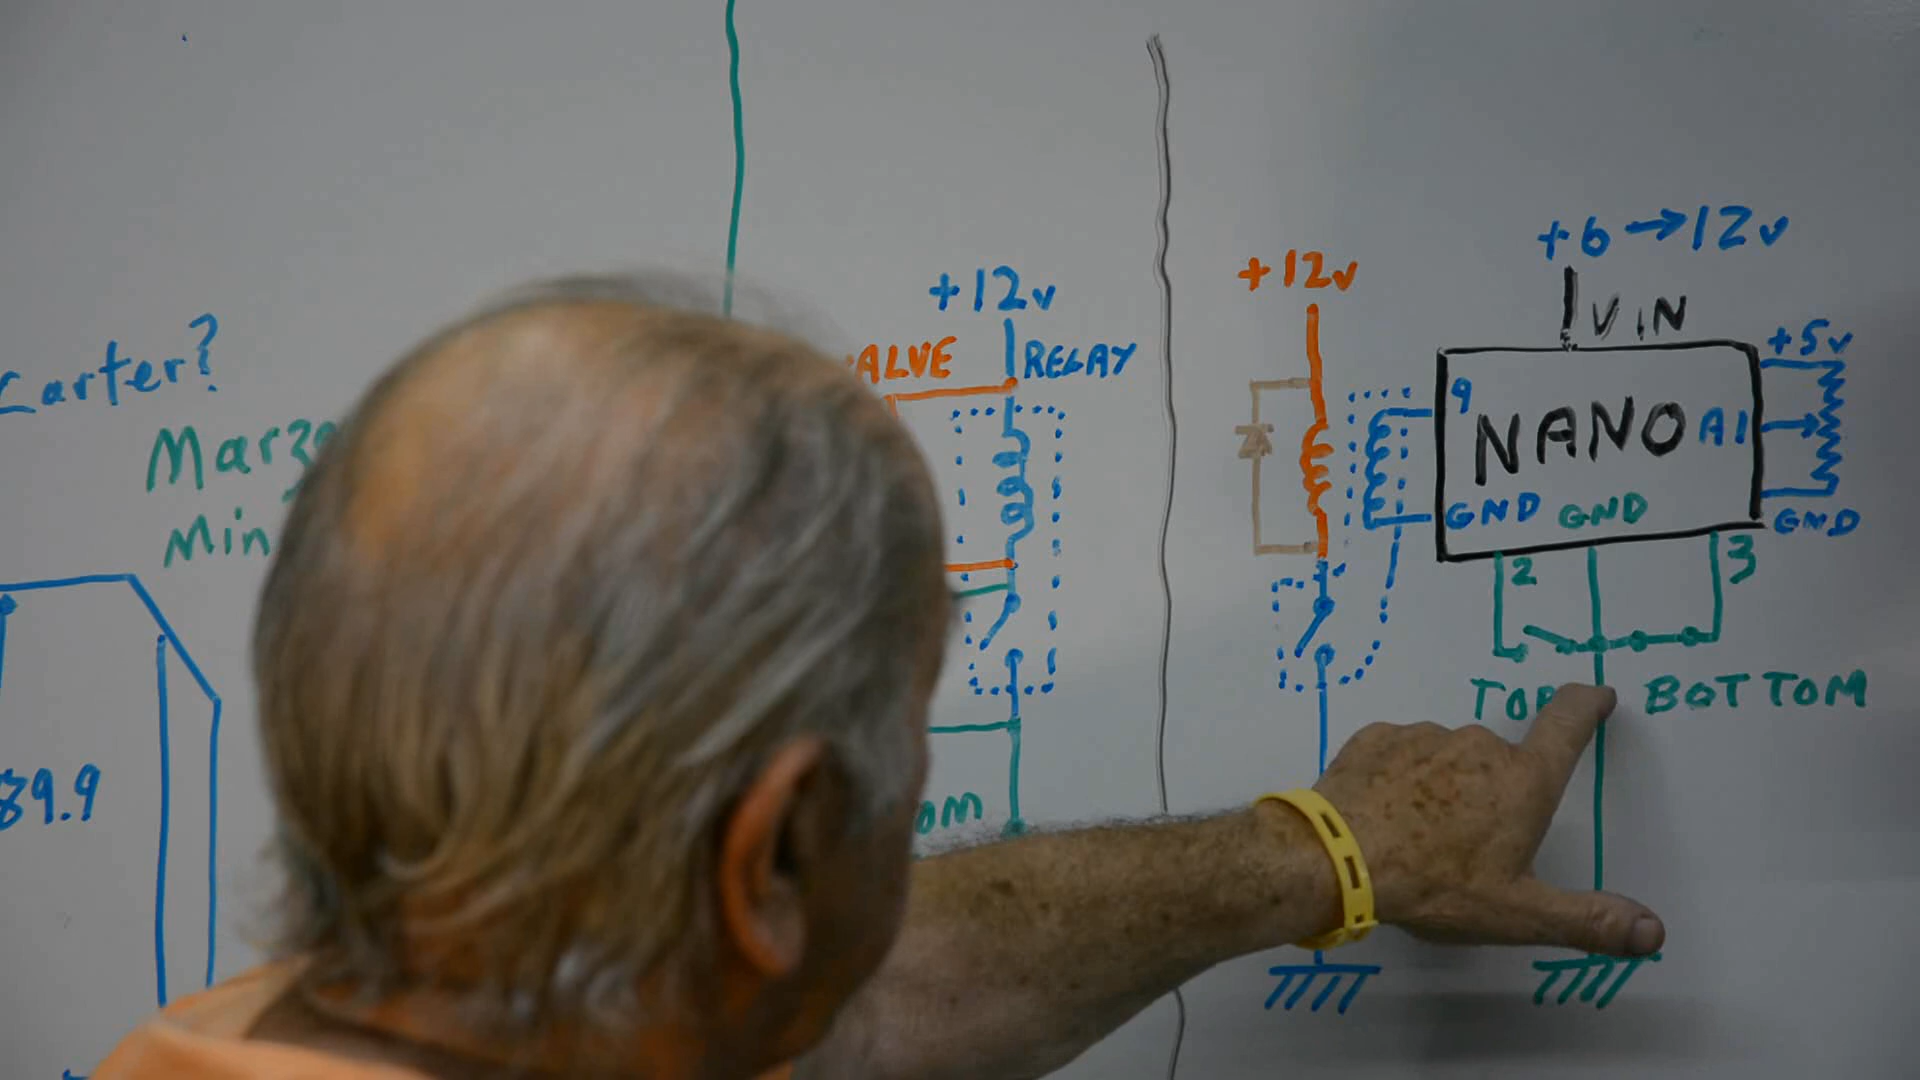 Carter?
Min
89.9
+12v
RELAY
+12v
+6→12v
VIN
+5v
9
NANO
A1
GND
GND
GND
2
3
BOTTOM